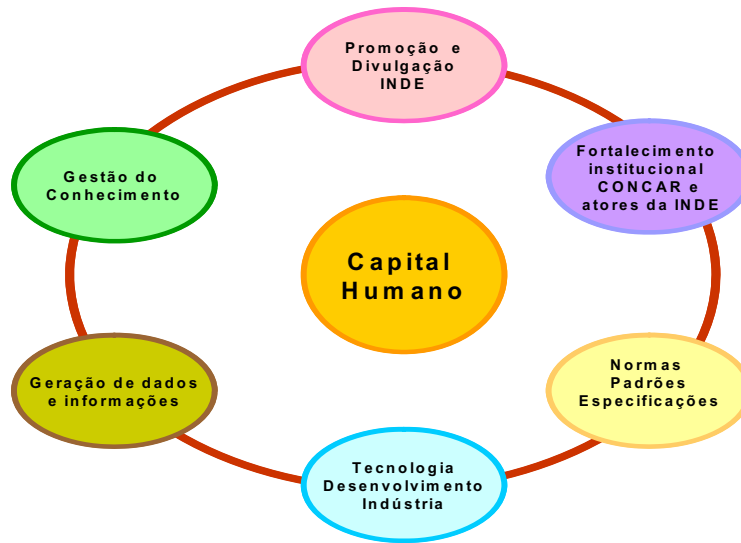 Promoção e
Divulgação
INDE
Fortalecimento
institucional
CONCAR e
atores da INDE
Gestão do
Conhecimento
Capital
Humano
Geração de dados
e informações
Normas
Padrões
Especificações
Tecnologia
Desenvolvimento
Indústria